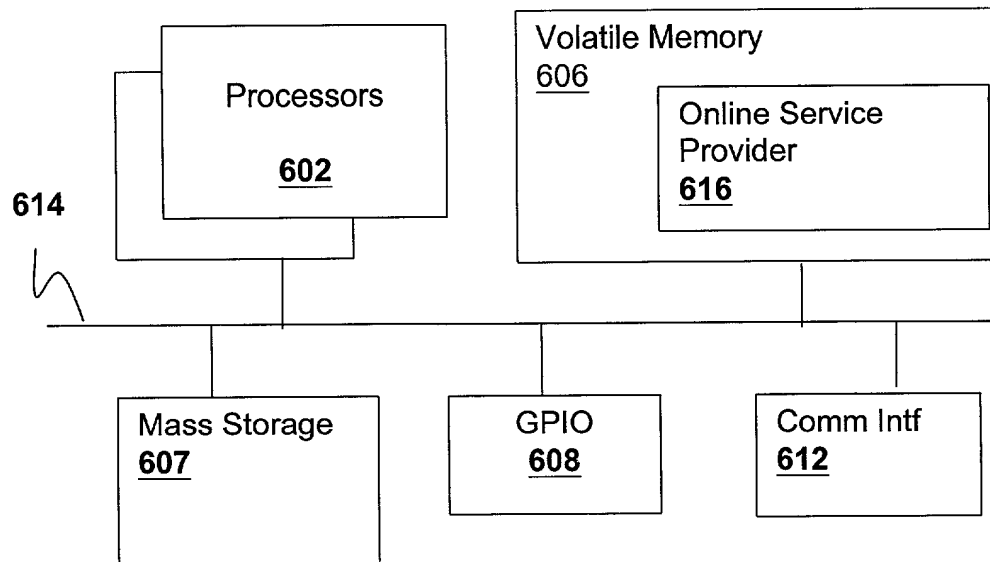 Processors
602
Volatile Memory
606
Online Service
Provider
616
614
Mass Storage
607
GPIO
608
Comm Intf
612